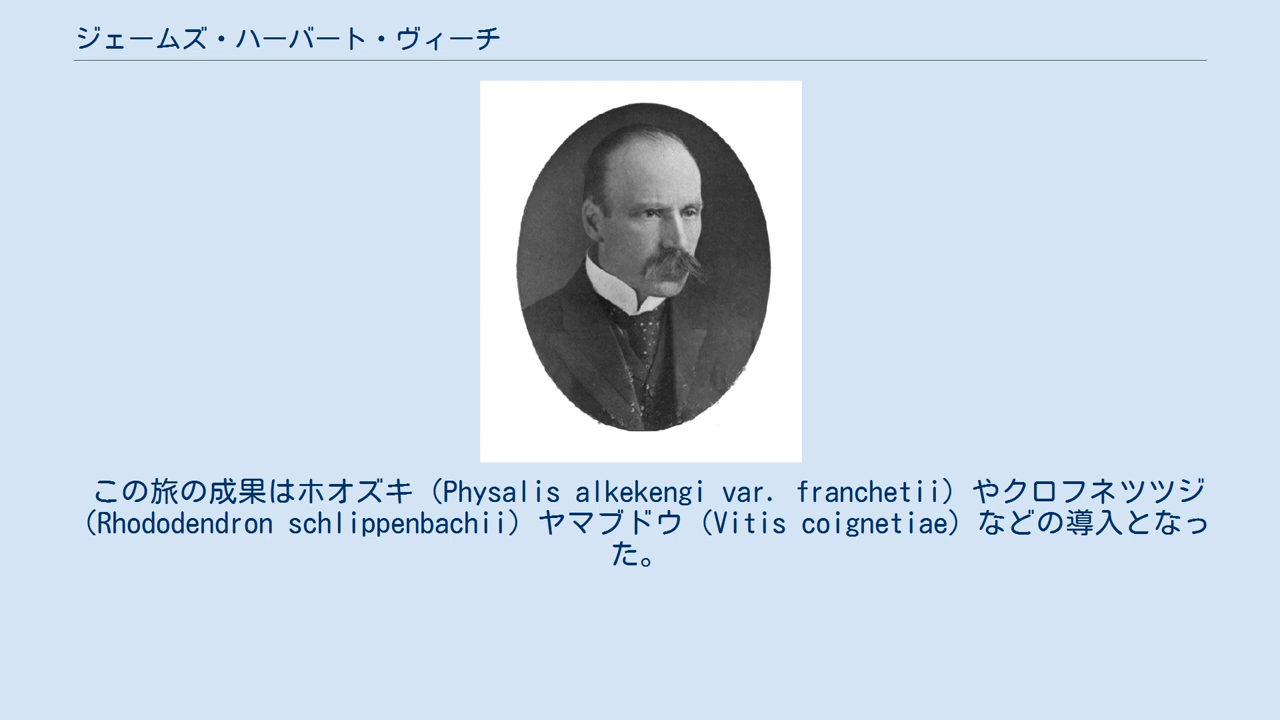 ジェームズ・ハーバート・ヴィーチ
この旅の成果はホオズキ（Physalis alkekengi var. franchetii）やクロフネツツジ
（Rhododendron schlippenbachii）ヤマブドウ（Vitis coignetiae）などの導入となっ
た。